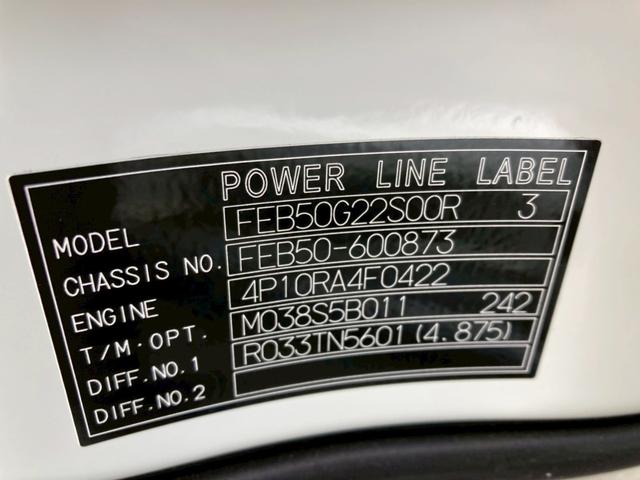 POWER LINE LABEL
MODEL FEB50G22S00R 3
CHASSIS NO. FEB50-600873
ENGINE 4P10RA4F0422
T/M·OPT. M038S5B011 242
DIFF.NO.1 R033TN5601(4.875)
DIFF.NO.2